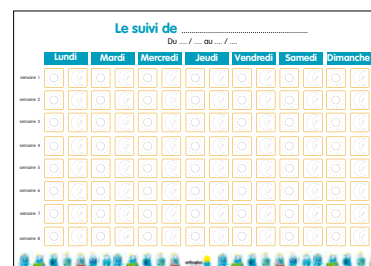 Le suivi de ........................................
Du .... / .... au .... / ....
Lundi Mardi Mercredi Jeudi Vendredi Samedi Dimanche
semaine 1
semaine 2
semaine 3
semaine 4
semaine 5
semaine 6
semaine 7
semaine 8